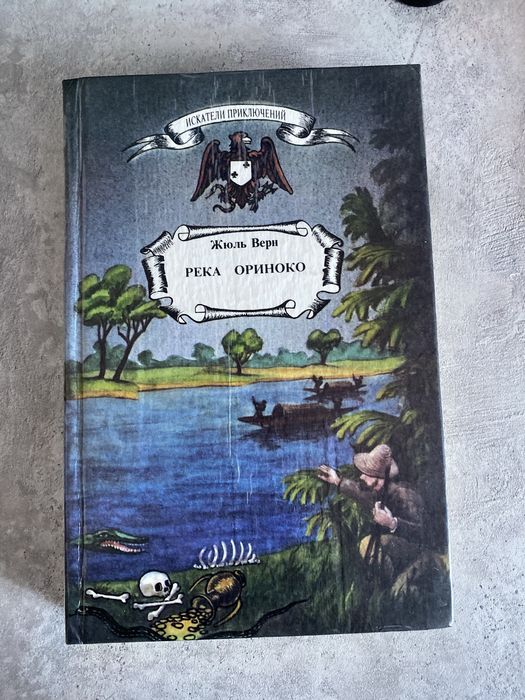 ИСКАТЕЛИ ПРИКЛЮЧЕНИЙ
Жюль Верн
РЕКА ОРИНОКО